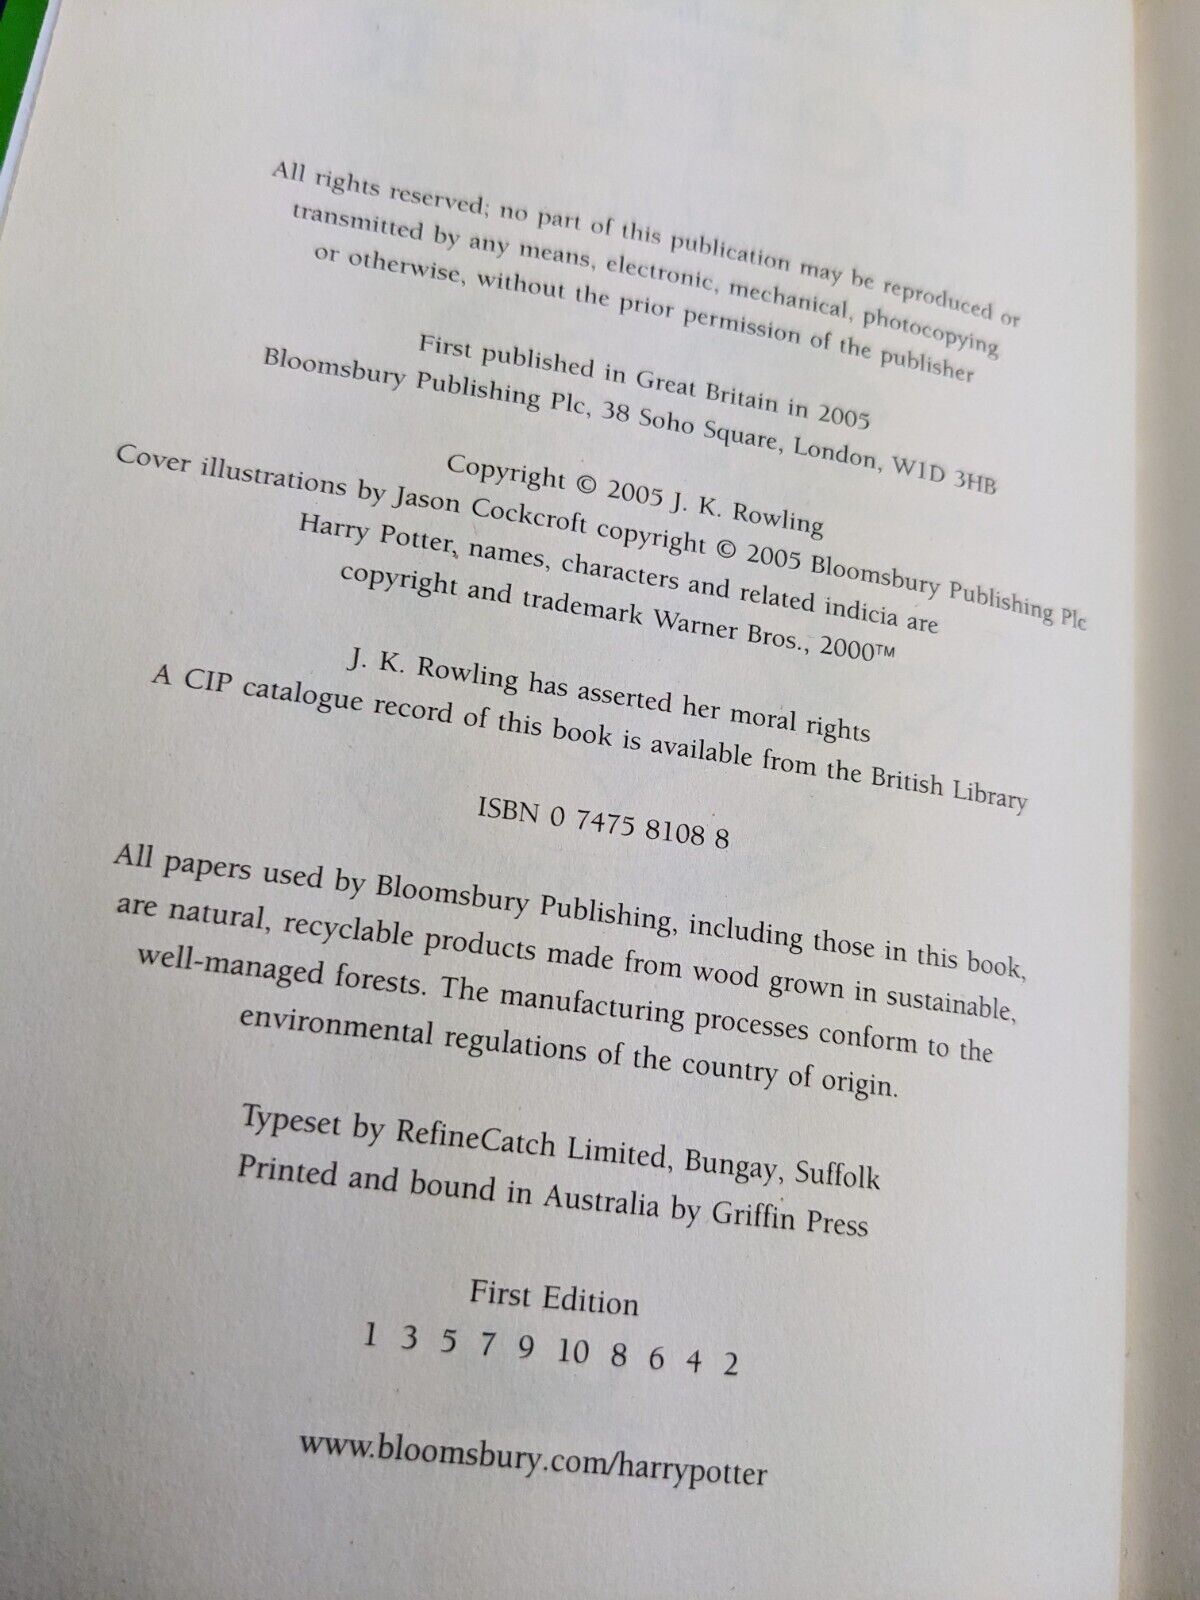 All rights reserved; no part of this publication may be reproduced or
transmitted by any means, electronic, mechanical, photocopying
or otherwise, without the prior permission of the publisher
First published in Great Britain in 2005
Bloomsbury Publishing Plc, 38 Soho Square, London, W1D 3HB
Copyright © 2005 J. K. Rowling
Cover illustrations by Jason Cockcroft copyright © 2005 Bloomsbury Publishing Plc
Harry Potter, names, characters and related indicia are
copyright and trademark Warner Bros., 2000™
J. K. Rowling has asserted her moral rights
A CIP catalogue record of this book is available from the British Library
ISBN 0 7475 8108 8
All papers used by Bloomsbury Publishing, including those in this book,
are natural, recyclable products made from wood grown in sustainable,
well-managed forests. The manufacturing processes conform to the
environmental regulations of the country of origin.
Typeset by RefineCatch Limited, Bungay, Suffolk
Printed and bound in Australia by Griffin Press
First Edition
1 3 5 7 9 10 8 6 4 2
www.bloomsbury.com/harrypotter